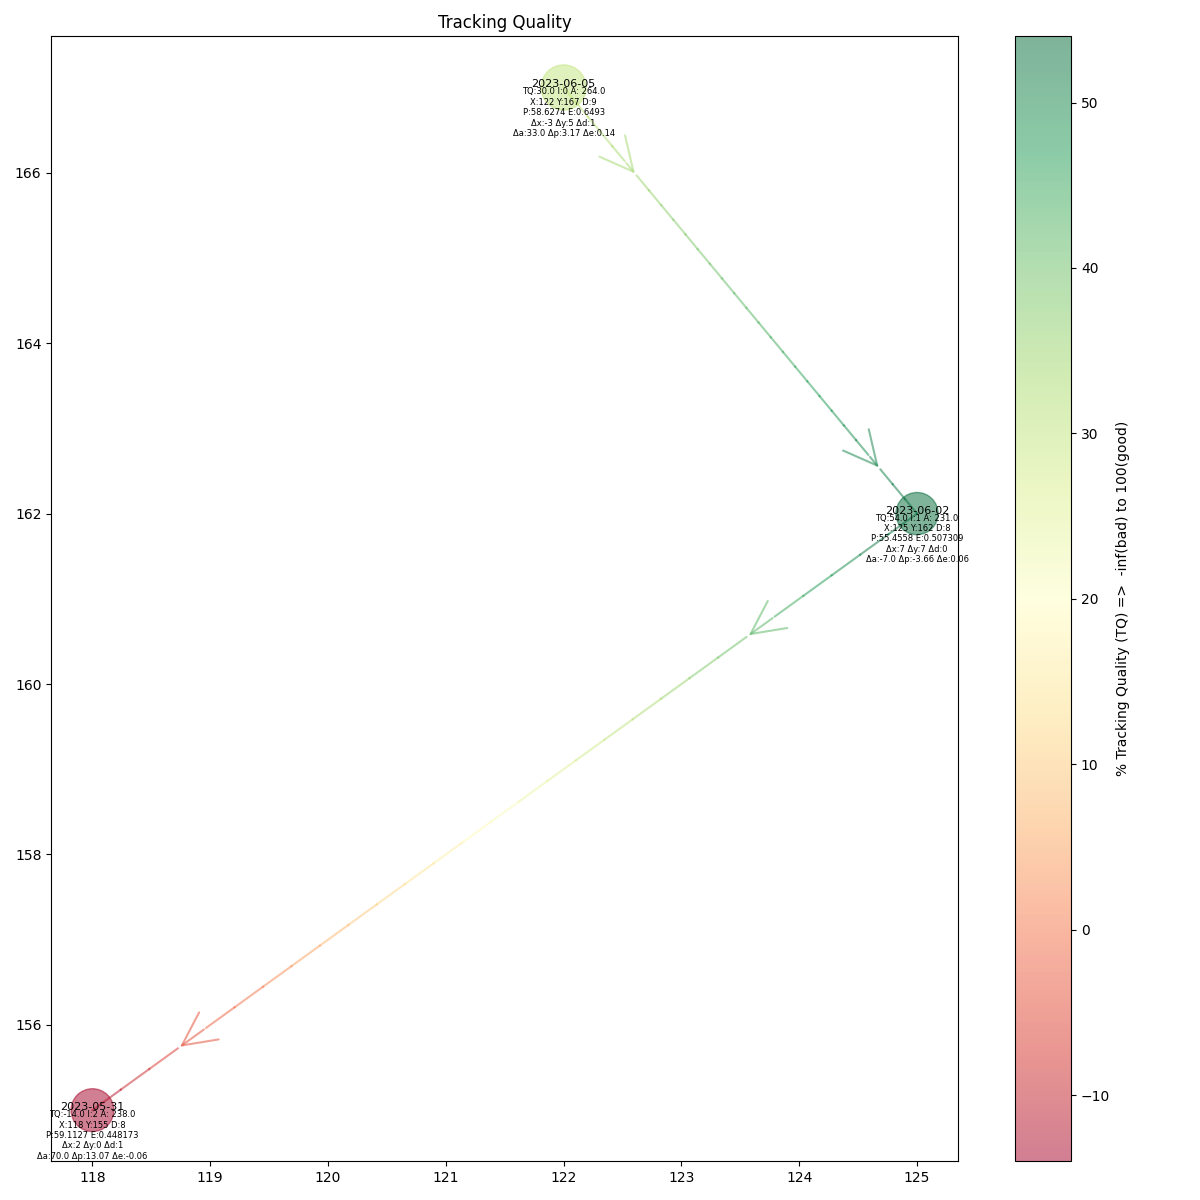 Tracking Quality
2023-06-05
TQ:30.0 I:0 A: 264.0
X:122 Y:167 D:9
P:58.6274 E:0.6493
Δx:-3 Δy:5 Δd:1
Δa:33.0 Δp:3.17 Δe:0.14
2023-06-02
TQ:54.0 I:1 A: 231.0
X:125 Y:162 D:8
P:55.4558 E:0.507309
Δx:7 Δy:7 Δd:0
Δa:-7.0 Δp:-3.66 Δe:0.06
2023-05-31
TQ:-14.0 I:2 A: 238.0
X:118 Y:155 D:8
P:59.1127 E:0.448173
Δx:2 Δy:0 Δd:1
Δa:70.0 Δp:13.07 Δe:-0.06
166
164
162
160
158
156
118 119 120 121 122 123 124 125
50
40
30
20
10
0
−10
% Tracking Quality (TQ) => -inf(bad) to 100(good)